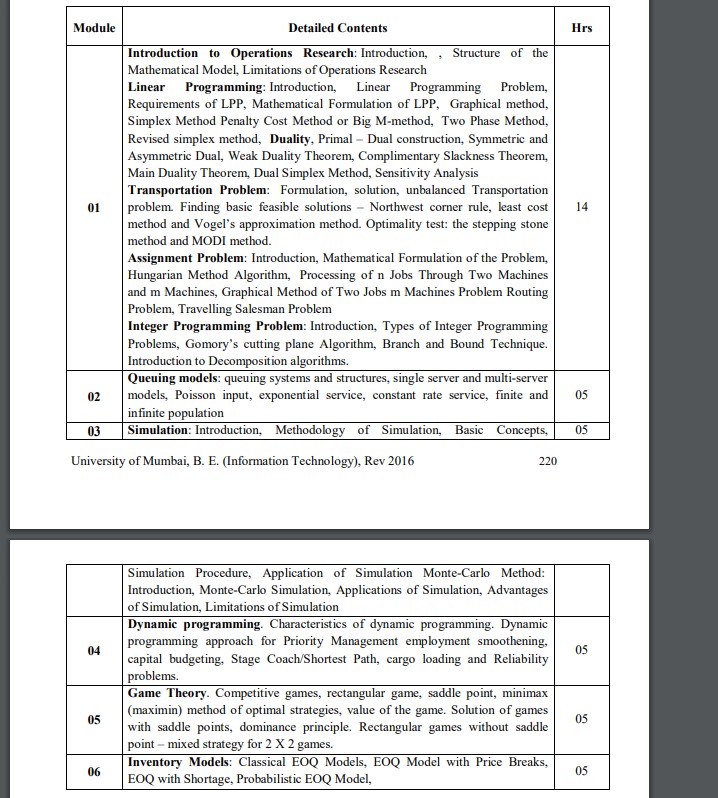 Module Detailed Contents Hrs
Introduction to Operations Research: Introduction, , Structure of the
Mathematical Model, Limitations of Operations Research
Linear Programming: Introduction, Linear Programming Problem,
Requirements of LPP, Mathematical Formulation of LPP, Graphical method,
Simplex Method Penalty Cost Method or Big M-method, Two Phase Method,
Revised simplex method, Duality, Primal – Dual construction, Symmetric and
Asymmetric Dual, Weak Duality Theorem, Complimentary Slackness Theorem,
Main Duality Theorem, Dual Simplex Method, Sensitivity Analysis
Transportation Problem: Formulation, solution, unbalanced Transportation
01 problem. Finding basic feasible solutions – Northwest corner rule, least cost 14
method and Vogel's approximation method. Optimality test: the stepping stone
method and MODI method.
Assignment Problem: Introduction, Mathematical Formulation of the Problem,
Hungarian Method Algorithm, Processing of n Jobs Through Two Machines
and m Machines, Graphical Method of Two Jobs m Machines Problem Routing
Problem, Travelling Salesman Problem
Integer Programming Problem: Introduction, Types of Integer Programming
Problems, Gomory's cutting plane Algorithm, Branch and Bound Technique.
Introduction to Decomposition algorithms.
Queuing models: queuing systems and structures, single server and multi-server
02 models, Poisson input, exponential service, constant rate service, finite and 05
infinite population
03 Simulation: Introduction, Methodology of Simulation, Basic Concepts, 05
University of Mumbai, B. E. (Information Technology), Rev 2016 220
Simulation Procedure, Application of Simulation Monte-Carlo Method:
Introduction, Monte-Carlo Simulation, Applications of Simulation, Advantages
of Simulation, Limitations of Simulation
Dynamic programming. Characteristics of dynamic programming. Dynamic
programming approach for Priority Management employment smoothening,
04 capital budgeting, Stage Coach/Shortest Path, cargo loading and Reliability 05
problems.
Game Theory. Competitive games, rectangular game, saddle point, minimax
(maximin) method of optimal strategies, value of the game. Solution of games
05 with saddle points, dominance principle. Rectangular games without saddle 05
point – mixed strategy for 2 X 2 games.
Inventory Models: Classical EOQ Models, EOQ Model with Price Breaks,
06 EOQ with Shortage, Probabilistic EOQ Model, 05